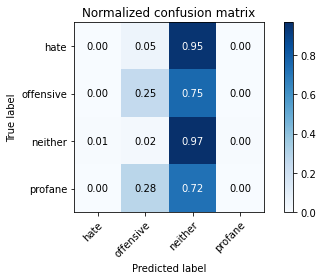 Normalized confusion matrix
True label
hate 0.00 0.05 0.95 0.00
offensive 0.00 0.25 0.75 0.00
neither 0.01 0.02 0.97 0.00
profane 0.00 0.28 0.72 0.00
hate offensive neither profane
Predicted label
0.8
0.6
0.4
0.2
0.0